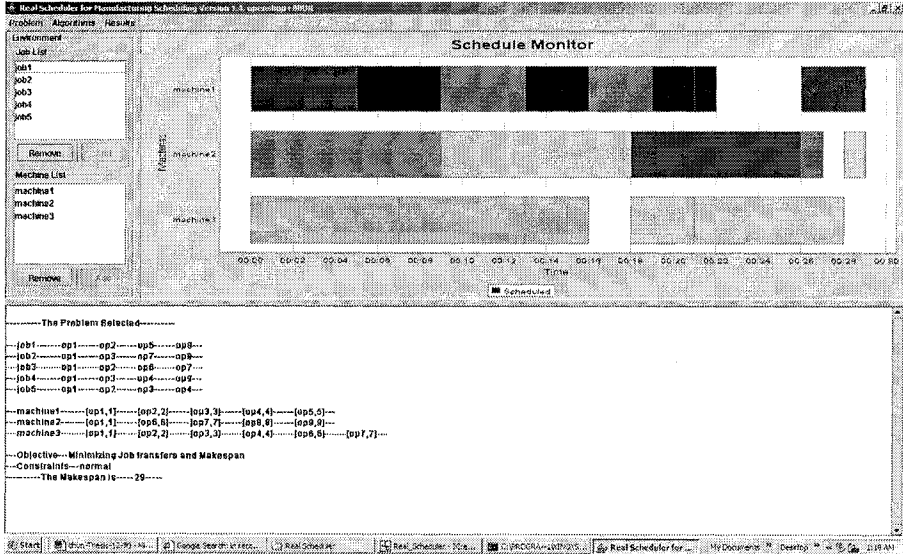 Real Scheduler for Manufacturing Scheduling Version 1.4. openshop+88UB
Problem Algorithms Results
Environment
Job List
job1
job2
job3
job4
job5
Remove
Machine List
machine1
machine2
machine3
Remove
Schedule Monitor
machine1
machine2
machine3
00:00 00:02 00:04 00:06 00:08 00:10 00:12 00:14 00:16 00:18 00:20 00:22 00:24 00:26 00:28 00:30
Time
Scheduled
----------The Problem Selected----------
---job1-------op1------op2------op5------op8---
---job2-------op1------op3------op7------op9---
---job3-------op1------op2------op6------op7---
---job4-------op1------op3------op4------op9---
---job5-------op1------op2------op3------op4---
---machine1-------[op1,1]------[op2,2]------[op3,3]------[op4,4]------[op5,5]---
---machine2-------[op1,1]------[op6,6]------[op7,7]------[op8,8]------[op9,9]---
---machine3-------[op1,1]------[op2,2]------[op3,3]------[op4,4]------[op6,6]------[op7,7]---
---Objective---Minimizing Job transfers and Makespan
---Constraints---normal
---------The Makespan is-----29-----
Start
Google Search:
Real Scheduler
Real_Scheduler -
Real Scheduler for ...
My Documents
Desktop